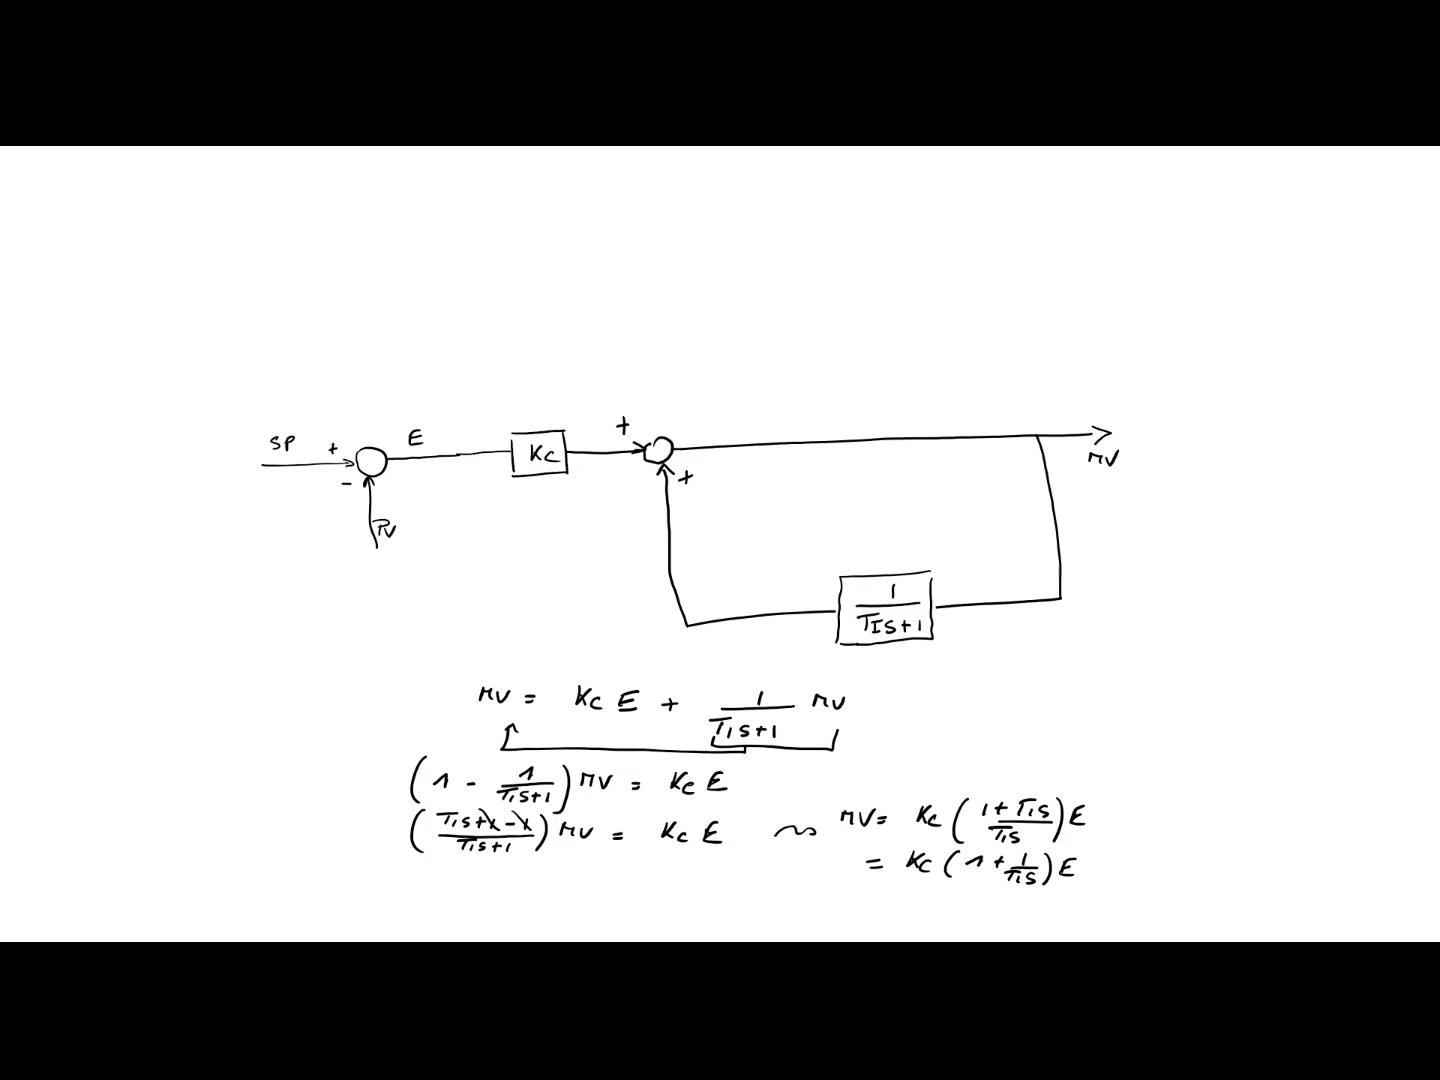 SP + E Kc + MV
- +
PV
1/(TIS+1)
MV = Kc E + 1/(TIS+1) MV
(1 - 1/(TIS+1)) MV = Kc E
((TIS+1-1)/(TIS+1)) MV = Kc E ~> MV = Kc ((1+TIS)/(TIS)) E
= Kc (1 + 1/(TIS)) E